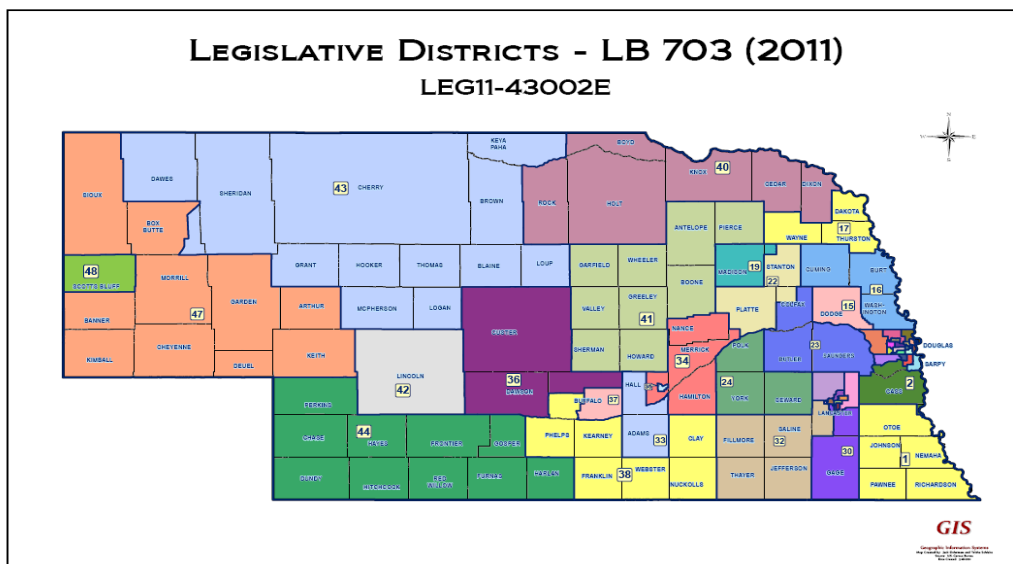 LEGISLATIVE DISTRICTS - LB 703 (2011)
LEG11-43002E
KEYA
PAHA
BOYD
SIOUX
DAWES
SHERIDAN
43
CHERRY
BROWN
ROCK
HOLT
KNOX
40
CEDAR
DIXON
DAKOTA
BOX
BUTTE
ANTELOPE
PIERCE
WAYNE
17
THURSTON
48
SCOTTS BLUFF
MORRILL
GRANT
HOOKER
THOMAS
BLAINE
LOUP
GARFIELD
WHEELER
MADISON
19
STANTON
22
CUMING
BURT
16
GARDEN
ARTHUR
MCPHERSON
LOGAN
VALLEY
GREELEY
41
BOONE
PLATTE
COLFAX
DODGE
15
WASH-
INGTON
BANNER
47
CUSTER
NANCE
KIMBALL
CHEYENNE
DEUEL
KEITH
LINCOLN
42
SHERMAN
HOWARD
MERRICK
34
POLK
BUTLER
23
SAUNDERS
DOUGLAS
SARPY
36
DAWSON
BUFFALO
37
HALL
35
HAMILTON
24
YORK
SEWARD
LANCASTER
CASS
2
PERKINS
CHASE
44
HAYES
FRONTIER
GOSPER
PHELPS
KEARNEY
ADAMS
33
CLAY
FILLMORE
SALINE
32
OTOE
DUNDY
HITCHCOCK
RED
WILLOW
FURNAS
HARLAN
FRANKLIN
38
WEBSTER
NUCKOLLS
THAYER
JEFFERSON
30
GAGE
JOHNSON
1
NEMAHA
PAWNEE
RICHARDSON
GIS
Geographic Information Systems